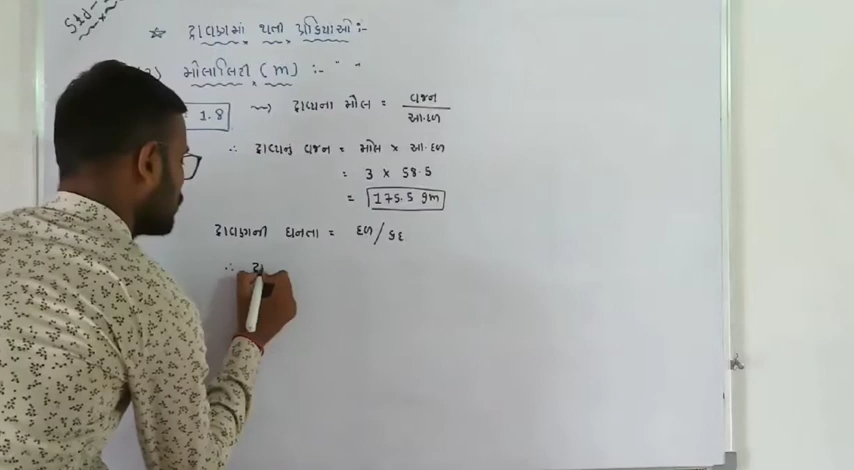 Std-
☆ દ્રાવણમાં થતી પ્રક્રિયાઓ :-
મોલાલિટી (m) :- " "
1.8 ⇝ દ્રાવ્યના મોલ = વજન / આ.દળ
∴ દ્રાવ્યનું વજન = મોલ × આ.દળ
= 3 × 58.5
= 175.5 gm
દ્રાવણની ઘનતા = દળ/કદ
∴